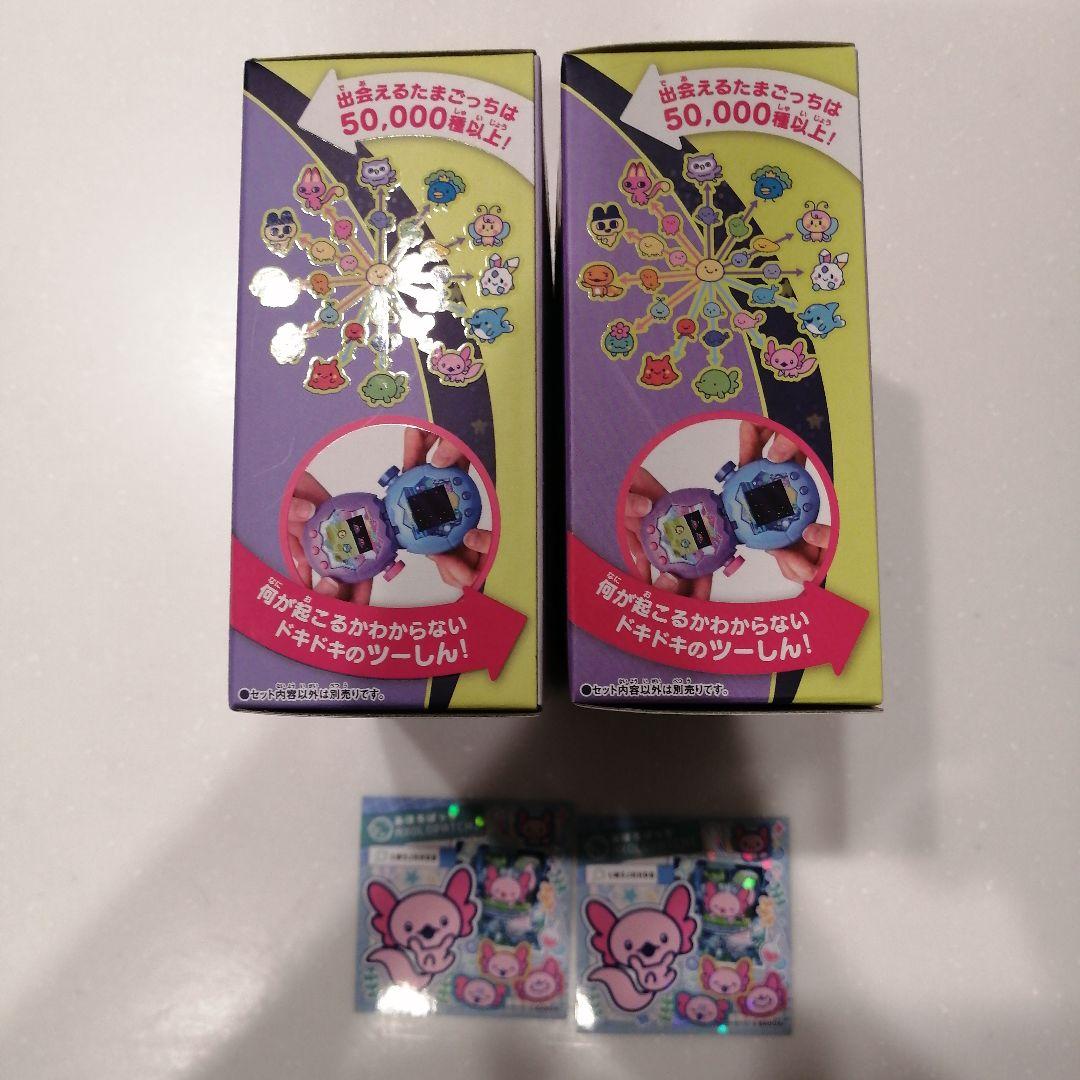 出会えるたまごっちは
50,000種以上!
何が起こるかわからない
ドキドキのツーしん!
●セット内容以外は別売りです。
出会えるたまごっちは
50,000種以上!
何が起こるかわからない
ドキドキのツーしん!
●セット内容以外は別売りです。
AXOLOPATCHI